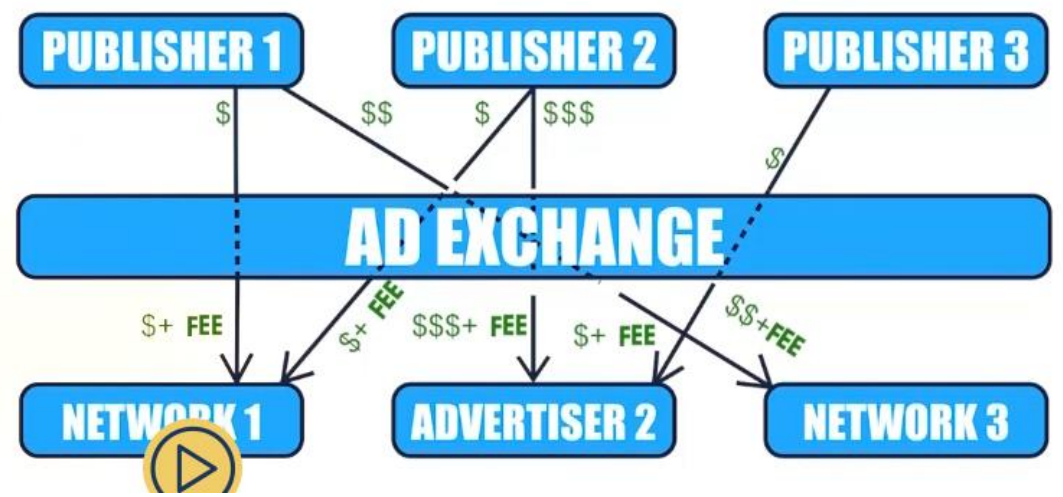 PUBLISHER 1 PUBLISHER 2 PUBLISHER 3
$ $$ $ $$$
$
AD EXCHANGE
$+ FEE $+ FEE $$$+ FEE $+ FEE $$+FEE
NETWORK 1 ADVERTISER 2 NETWORK 3